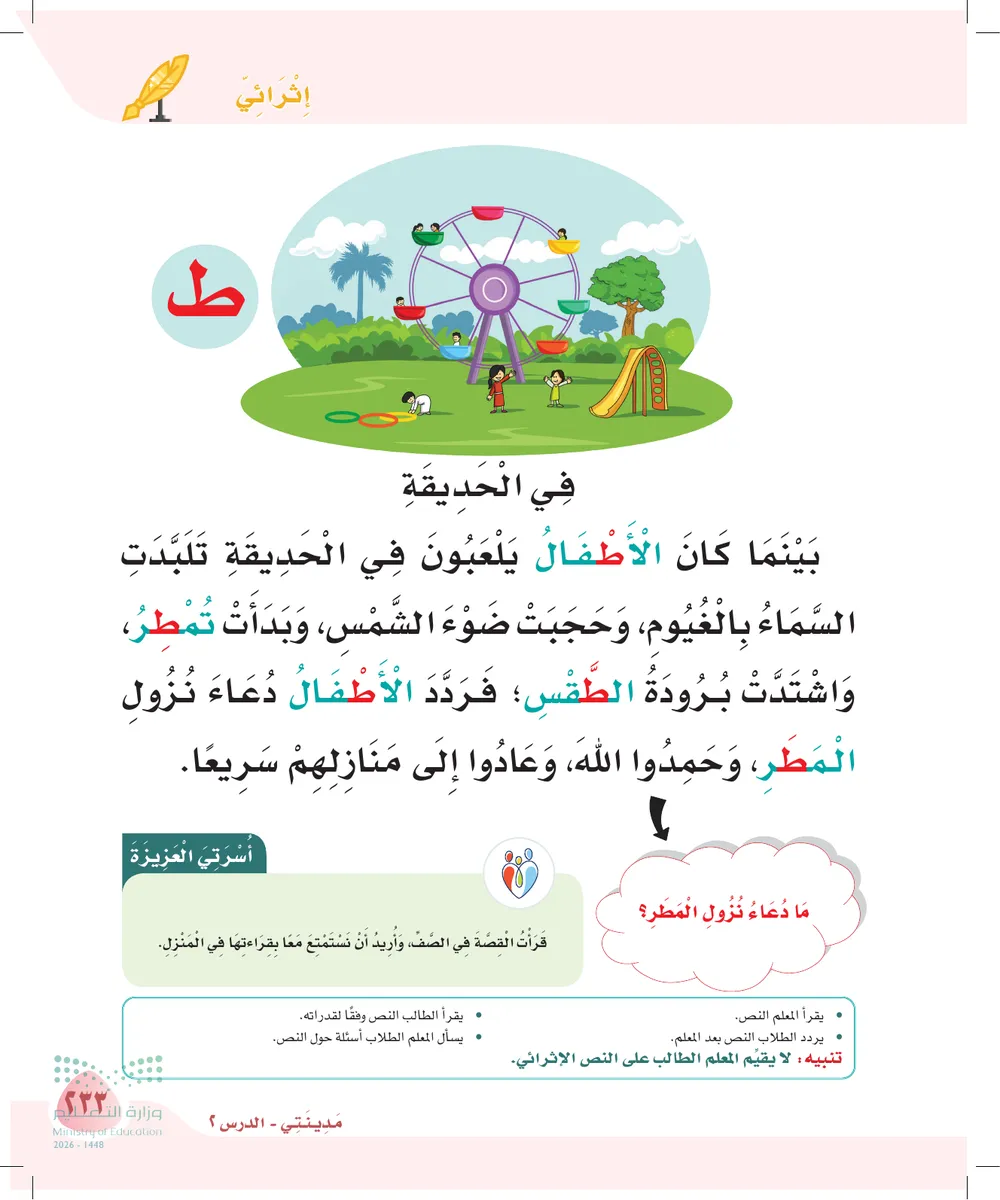 إِثْرَائِيّ
ط
فِي الْحَدِيقَةِ
بَيْنَمَا كَانَ الْأَطْفَالُ يَلْعَبُونَ فِي الْحَدِيقَةِ تَلَبَّدَتِ
السَّمَاءُ بِالْغُيُومِ، وَحَجَبَتْ ضَوْءَ الشَّمْسِ، وَبَدَأَتْ تُمْطِرُ،
وَاشْتَدَّتْ بُرُودَةُ الطَّقْسِ؛ فَرَدَّدَ الْأَطْفَالُ دُعَاءَ نُزُولِ
الْمَطَرِ، وَحَمِدُوا اللهَ، وَعَادُوا إِلَى مَنَازِلِهِمْ سَرِيعًا.
مَا دُعَاءُ نُزُولِ الْمَطَرِ؟
أُسْرَتِيَ الْعَزِيزَةَ
قَرَأْتُ الْقِصَّةَ فِي الصَّفِّ، وَأُرِيدُ أَنْ نَسْتَمْتِعَ مَعًا بِقِرَاءتِهَا فِي الْمَنْزِلِ.
• يقرأ المعلم النص.
• يردد الطلاب النص بعد المعلم.
• يقرأ الطالب النص وفقًا لقدراته.
• يسأل المعلم الطلاب أسئلة حول النص.
تنبيه: لا يقيِّم المعلم الطالب على النص الإثرائي.
مَدِينَتِي - الدرس ٢
٢٣٣
وزارة التعليم
Ministry of Education
2026 - 1448